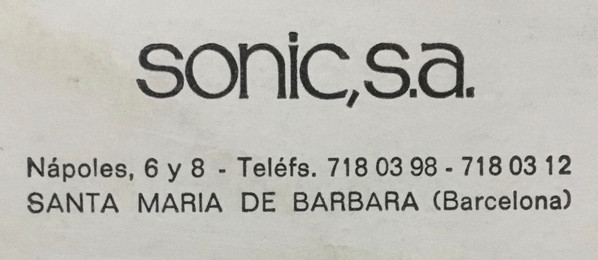 sonic, s.a.
Nápoles, 6 y 8 - Teléfs. 718 03 98 - 718 03 12
SANTA MARIA DE BARBARA (Barcelona)